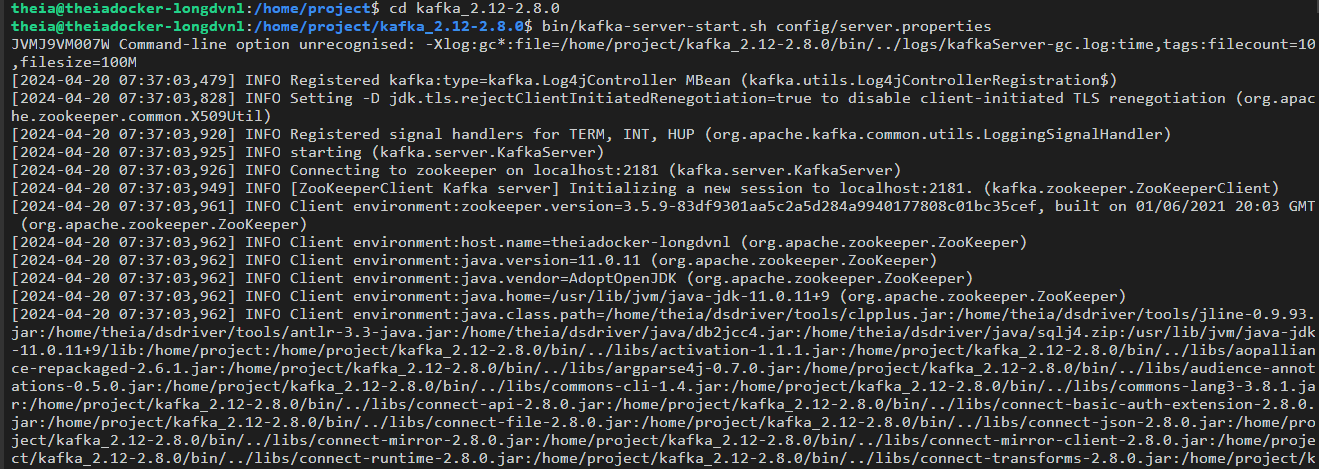 theia@theiadocker-longdvnl:/home/project$ cd kafka_2.12-2.8.0
theia@theiadocker-longdvnl:/home/project/kafka_2.12-2.8.0$ bin/kafka-server-start.sh config/server.properties
JVMJ9VM007W Command-line option unrecognised: -Xlog:gc*:file=/home/project/kafka_2.12-2.8.0/bin/../logs/kafkaServer-gc.log:time,tags:filecount=10
,filesize=100M
[2024-04-20 07:37:03,479] INFO Registered kafka:type=kafka.Log4jController MBean (kafka.utils.Log4jControllerRegistration$)
[2024-04-20 07:37:03,828] INFO Setting -D jdk.tls.rejectClientInitiatedRenegotiation=true to disable client-initiated TLS renegotiation (org.apac
he.zookeeper.common.X509Util)
[2024-04-20 07:37:03,920] INFO Registered signal handlers for TERM, INT, HUP (org.apache.kafka.common.utils.LoggingSignalHandler)
[2024-04-20 07:37:03,925] INFO starting (kafka.server.KafkaServer)
[2024-04-20 07:37:03,926] INFO Connecting to zookeeper on localhost:2181 (kafka.server.KafkaServer)
[2024-04-20 07:37:03,949] INFO [ZooKeeperClient Kafka server] Initializing a new session to localhost:2181. (kafka.zookeeper.ZooKeeperClient)
[2024-04-20 07:37:03,961] INFO Client environment:zookeeper.version=3.5.9-83df9301aa5c2a5d284a9940177808c01bc35cef, built on 01/06/2021 20:03 GMT
(org.apache.zookeeper.ZooKeeper)
[2024-04-20 07:37:03,962] INFO Client environment:host.name=theiadocker-longdvnl (org.apache.zookeeper.ZooKeeper)
[2024-04-20 07:37:03,962] INFO Client environment:java.version=11.0.11 (org.apache.zookeeper.ZooKeeper)
[2024-04-20 07:37:03,962] INFO Client environment:java.vendor=AdoptOpenJDK (org.apache.zookeeper.ZooKeeper)
[2024-04-20 07:37:03,962] INFO Client environment:java.home=/usr/lib/jvm/java-jdk-11.0.11+9 (org.apache.zookeeper.ZooKeeper)
[2024-04-20 07:37:03,962] INFO Client environment:java.class.path=/home/theia/dsdriver/tools/clpplus.jar:/home/theia/dsdriver/tools/jline-0.9.93.
jar:/home/theia/dsdriver/tools/antlr-3.3-java.jar:/home/theia/dsdriver/java/db2jcc4.jar:/home/theia/dsdriver/java/sqlj4.zip:/usr/lib/jvm/java-jdk
-11.0.11+9/lib:/home/project:/home/project/kafka_2.12-2.8.0/bin/../libs/activation-1.1.1.jar:/home/project/kafka_2.12-2.8.0/bin/../libs/aopallia
nce-repackaged-2.6.1.jar:/home/project/kafka_2.12-2.8.0/bin/../libs/argparse4j-0.7.0.jar:/home/project/kafka_2.12-2.8.0/bin/../libs/audience-annot
ations-0.5.0.jar:/home/project/kafka_2.12-2.8.0/bin/../libs/commons-cli-1.4.jar:/home/project/kafka_2.12-2.8.0/bin/../libs/commons-lang3-3.8.1.ja
r:/home/project/kafka_2.12-2.8.0/bin/../libs/connect-api-2.8.0.jar:/home/project/kafka_2.12-2.8.0/bin/../libs/connect-basic-auth-extension-2.8.0.
jar:/home/project/kafka_2.12-2.8.0/bin/../libs/connect-file-2.8.0.jar:/home/project/kafka_2.12-2.8.0/bin/../libs/connect-json-2.8.0.jar:/home/pro
ject/kafka_2.12-2.8.0/bin/../libs/connect-mirror-2.8.0.jar:/home/project/kafka_2.12-2.8.0/bin/../libs/connect-mirror-client-2.8.0.jar:/home/projec
t/kafka_2.12-2.8.0/bin/../libs/connect-runtime-2.8.0.jar:/home/project/kafka_2.12-2.8.0/bin/../libs/connect-transforms-2.8.0.jar:/home/project/k